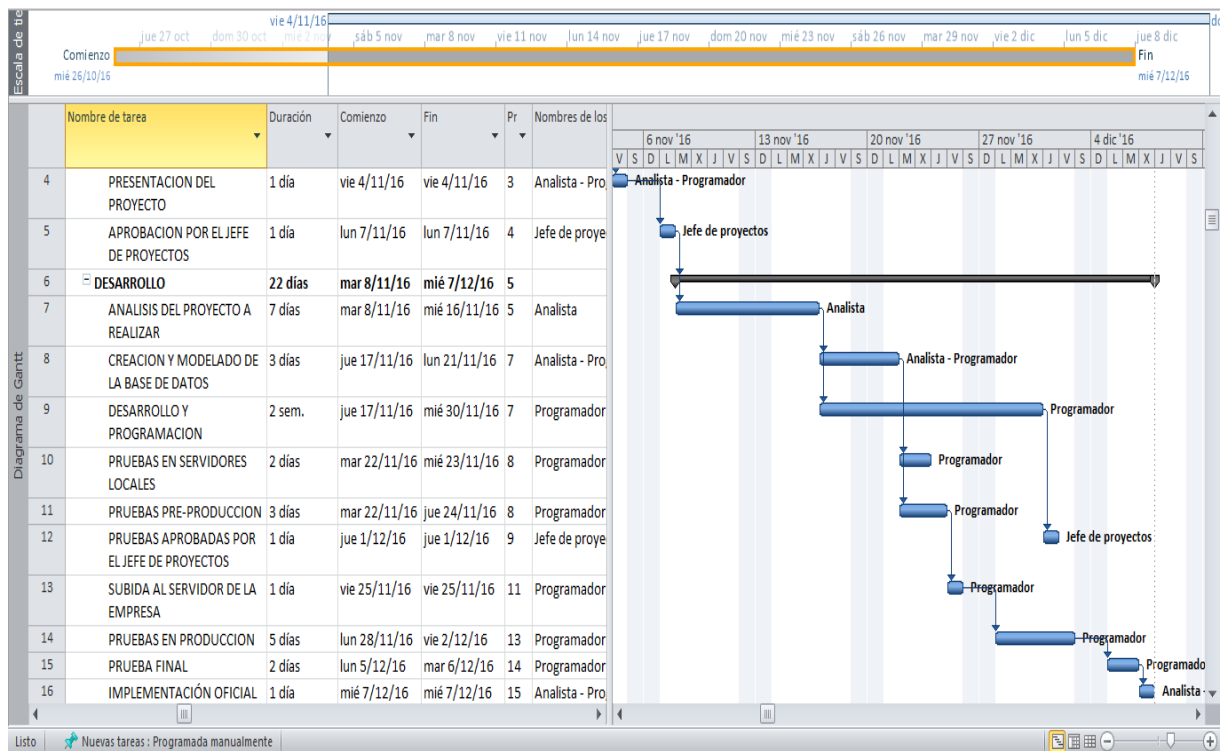 Escala de tie
vie 4/11/16
do
jue 27 oct dom 30 oct mié 2 nov sáb 5 nov mar 8 nov vie 11 nov lun 14 nov jue 17 nov dom 20 nov mié 23 nov sáb 26 nov mar 29 nov vie 2 dic lun 5 dic jue 8 dic
Comienzo
mié 26/10/16
Fin
mié 7/12/16
Diagrama de Gantt
Nombre de tarea Duración Comienzo Fin Pr Nombres de los
6 nov '16 13 nov '16 20 nov '16 27 nov '16 4 dic '16
V S D L M X J V S D L M X J V S D L M X J V S D L M X J V S D L M X J V S
4 PRESENTACION DEL PROYECTO 1 día vie 4/11/16 vie 4/11/16 3 Analista - Pro
Analista - Programador
5 APROBACION POR EL JEFE DE PROYECTOS 1 día lun 7/11/16 lun 7/11/16 4 Jefe de proye
Jefe de proyectos
6 DESARROLLO 22 días mar 8/11/16 mié 7/12/16 5
7 ANALISIS DEL PROYECTO A REALIZAR 7 días mar 8/11/16 mié 16/11/16 5 Analista
Analista
8 CREACION Y MODELADO DE LA BASE DE DATOS 3 días jue 17/11/16 lun 21/11/16 7 Analista - Pro
Analista - Programador
9 DESARROLLO Y PROGRAMACION 2 sem. jue 17/11/16 mié 30/11/16 7 Programador
Programador
10 PRUEBAS EN SERVIDORES LOCALES 2 días mar 22/11/16 mié 23/11/16 8 Programador
Programador
11 PRUEBAS PRE-PRODUCCION 3 días mar 22/11/16 jue 24/11/16 8 Programador
Programador
12 PRUEBAS APROBADAS POR EL JEFE DE PROYECTOS 1 día jue 1/12/16 jue 1/12/16 9 Jefe de proye
Jefe de proyectos
13 SUBIDA AL SERVIDOR DE LA EMPRESA 1 día vie 25/11/16 vie 25/11/16 11 Programador
Programador
14 PRUEBAS EN PRODUCCION 5 días lun 28/11/16 vie 2/12/16 13 Programador
Programador
15 PRUEBA FINAL 2 días lun 5/12/16 mar 6/12/16 14 Programador
Programado
16 IMPLEMENTACIÓN OFICIAL 1 día mié 7/12/16 mié 7/12/16 15 Analista - Pro
Analista -
Listo Nuevas tareas : Programada manualmente